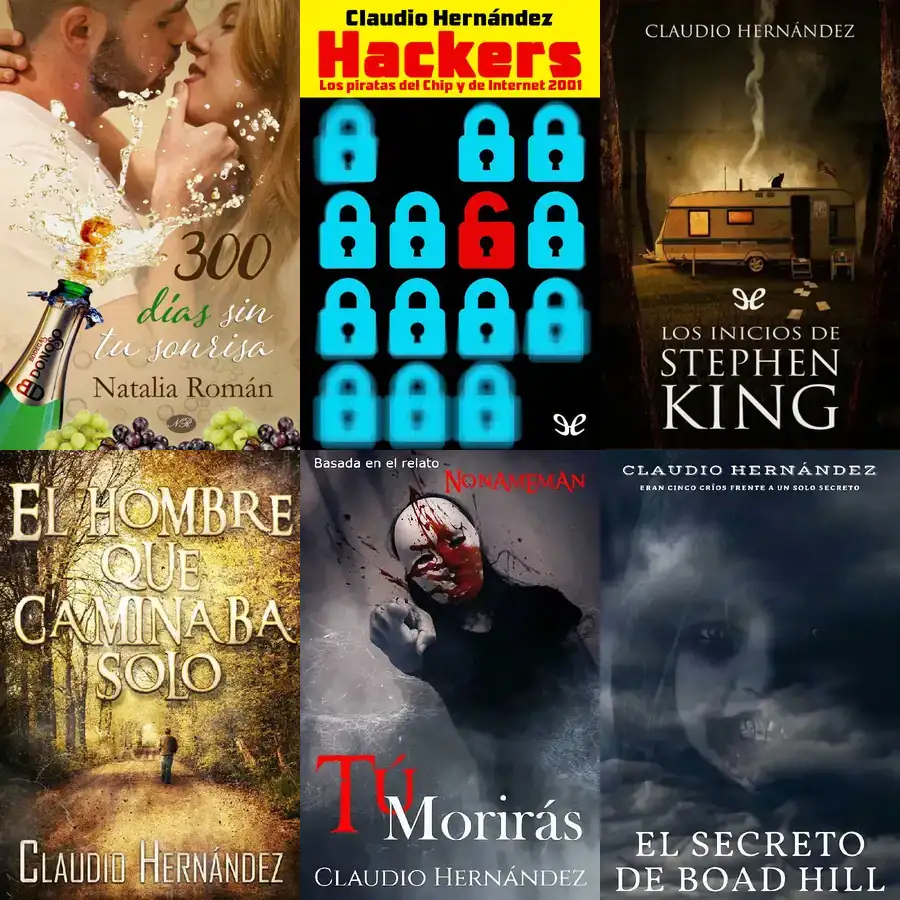 300
días sin
tu sonrisa
Natalia Román
NR
DONOSO
Claudio Hernández
Hackers
Los piratas del Chip y de Internet 2001
CLAUDIO HERNÁNDEZ
LOS INICIOS DE
STEPHEN
KING
EL HOMBRE
QUE
CAMINABA
SOLO
CLAUDIO HERNÁNDEZ
Basada en el relato
NONAMEMAN
Tú
Morirás
CLAUDIO HERNÁNDEZ
CLAUDIO HERNÁNDEZ
ERAN CINCO CRÍOS FRENTE A UN SOLO SECRETO
EL SECRETO
DE BOAD HILL